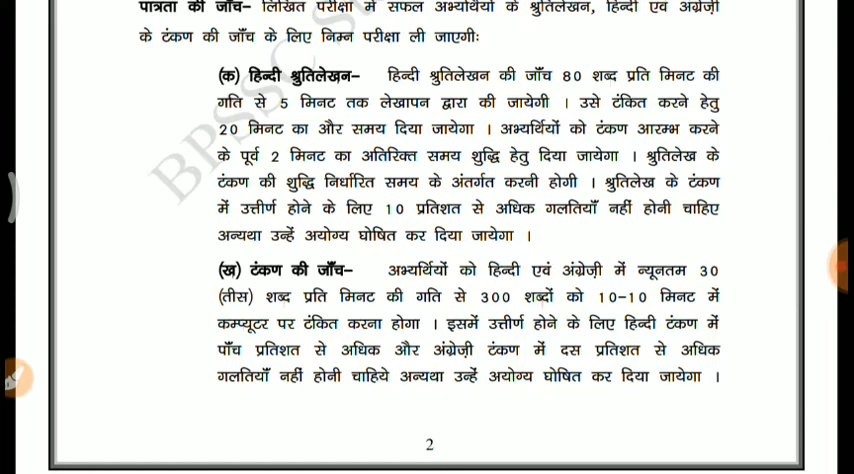 पात्रता की जाँच– लिखित परीक्षा में सफल अभ्यर्थियों के श्रुतिलेखन, हिन्दी एवं अंग्रेज़ी
के टंकण की जाँच के लिए निम्न परीक्षा ली जाएगीः
(क) हिन्दी श्रुतिलेखन– हिन्दी श्रुतिलेखन की जाँच 80 शब्द प्रति मिनट की
गति से 5 मिनट तक लेखापन द्वारा की जायेगी । उसे टंकित करने हेतु
20 मिनट का और समय दिया जायेगा । अभ्यर्थियों को टंकण आरम्भ करने
के पूर्व 2 मिनट का अतिरिक्त समय शुद्धि हेतु दिया जायेगा । श्रुतिलेख के
टंकण की शुद्धि निर्धारित समय के अंतर्गत करनी होगी । श्रुतिलेख के टंकण
में उत्तीर्ण होने के लिए 10 प्रतिशत से अधिक गलतियाँ नहीं होनी चाहिए
अन्यथा उन्हें अयोग्य घोषित कर दिया जायेगा ।
(ख) टंकण की जाँच– अभ्यर्थियों को हिन्दी एवं अंग्रेज़ी में न्यूनतम 30
(तीस) शब्द प्रति मिनट की गति से 300 शब्दों को 10–10 मिनट में
कम्प्यूटर पर टंकित करना होगा । इसमें उत्तीर्ण होने के लिए हिन्दी टंकण में
पाँच प्रतिशत से अधिक और अंग्रेज़ी टंकण में दस प्रतिशत से अधिक
गलतियाँ नहीं होनी चाहिये अन्यथा उन्हें अयोग्य घोषित कर दिया जायेगा ।
2
BPSSSC